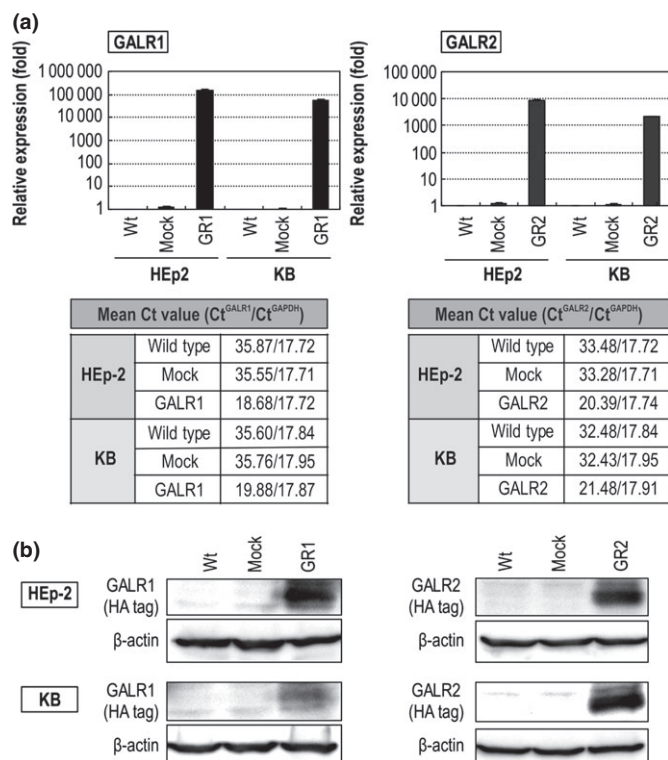 (a)
GALR1
Relative expression (fold)
1 000 000
100 000
10 000
1000
100
10
1
Wt Mock GR1 Wt Mock GR1
HEp2 KB
GALR2
Relative expression (fold)
100 000
10 000
1000
100
10
1
Wt Mock GR2 Wt Mock GR2
HEp2 KB
Mean Ct value (Ct^GALR1/Ct^GAPDH)
HEp-2
Wild type 35.87/17.72
Mock 35.55/17.71
GALR1 18.68/17.72
KB
Wild type 35.60/17.84
Mock 35.76/17.95
GALR1 19.88/17.87
Mean Ct value (Ct^GALR2/Ct^GAPDH)
HEp-2
Wild type 33.48/17.72
Mock 33.28/17.71
GALR2 20.39/17.74
KB
Wild type 32.48/17.84
Mock 32.43/17.95
GALR2 21.48/17.91
(b)
Wt Mock GR1
Wt Mock GR2
HEp-2
GALR1
(HA tag)
β-actin
GALR2
(HA tag)
β-actin
KB
GALR1
(HA tag)
β-actin
GALR2
(HA tag)
β-actin